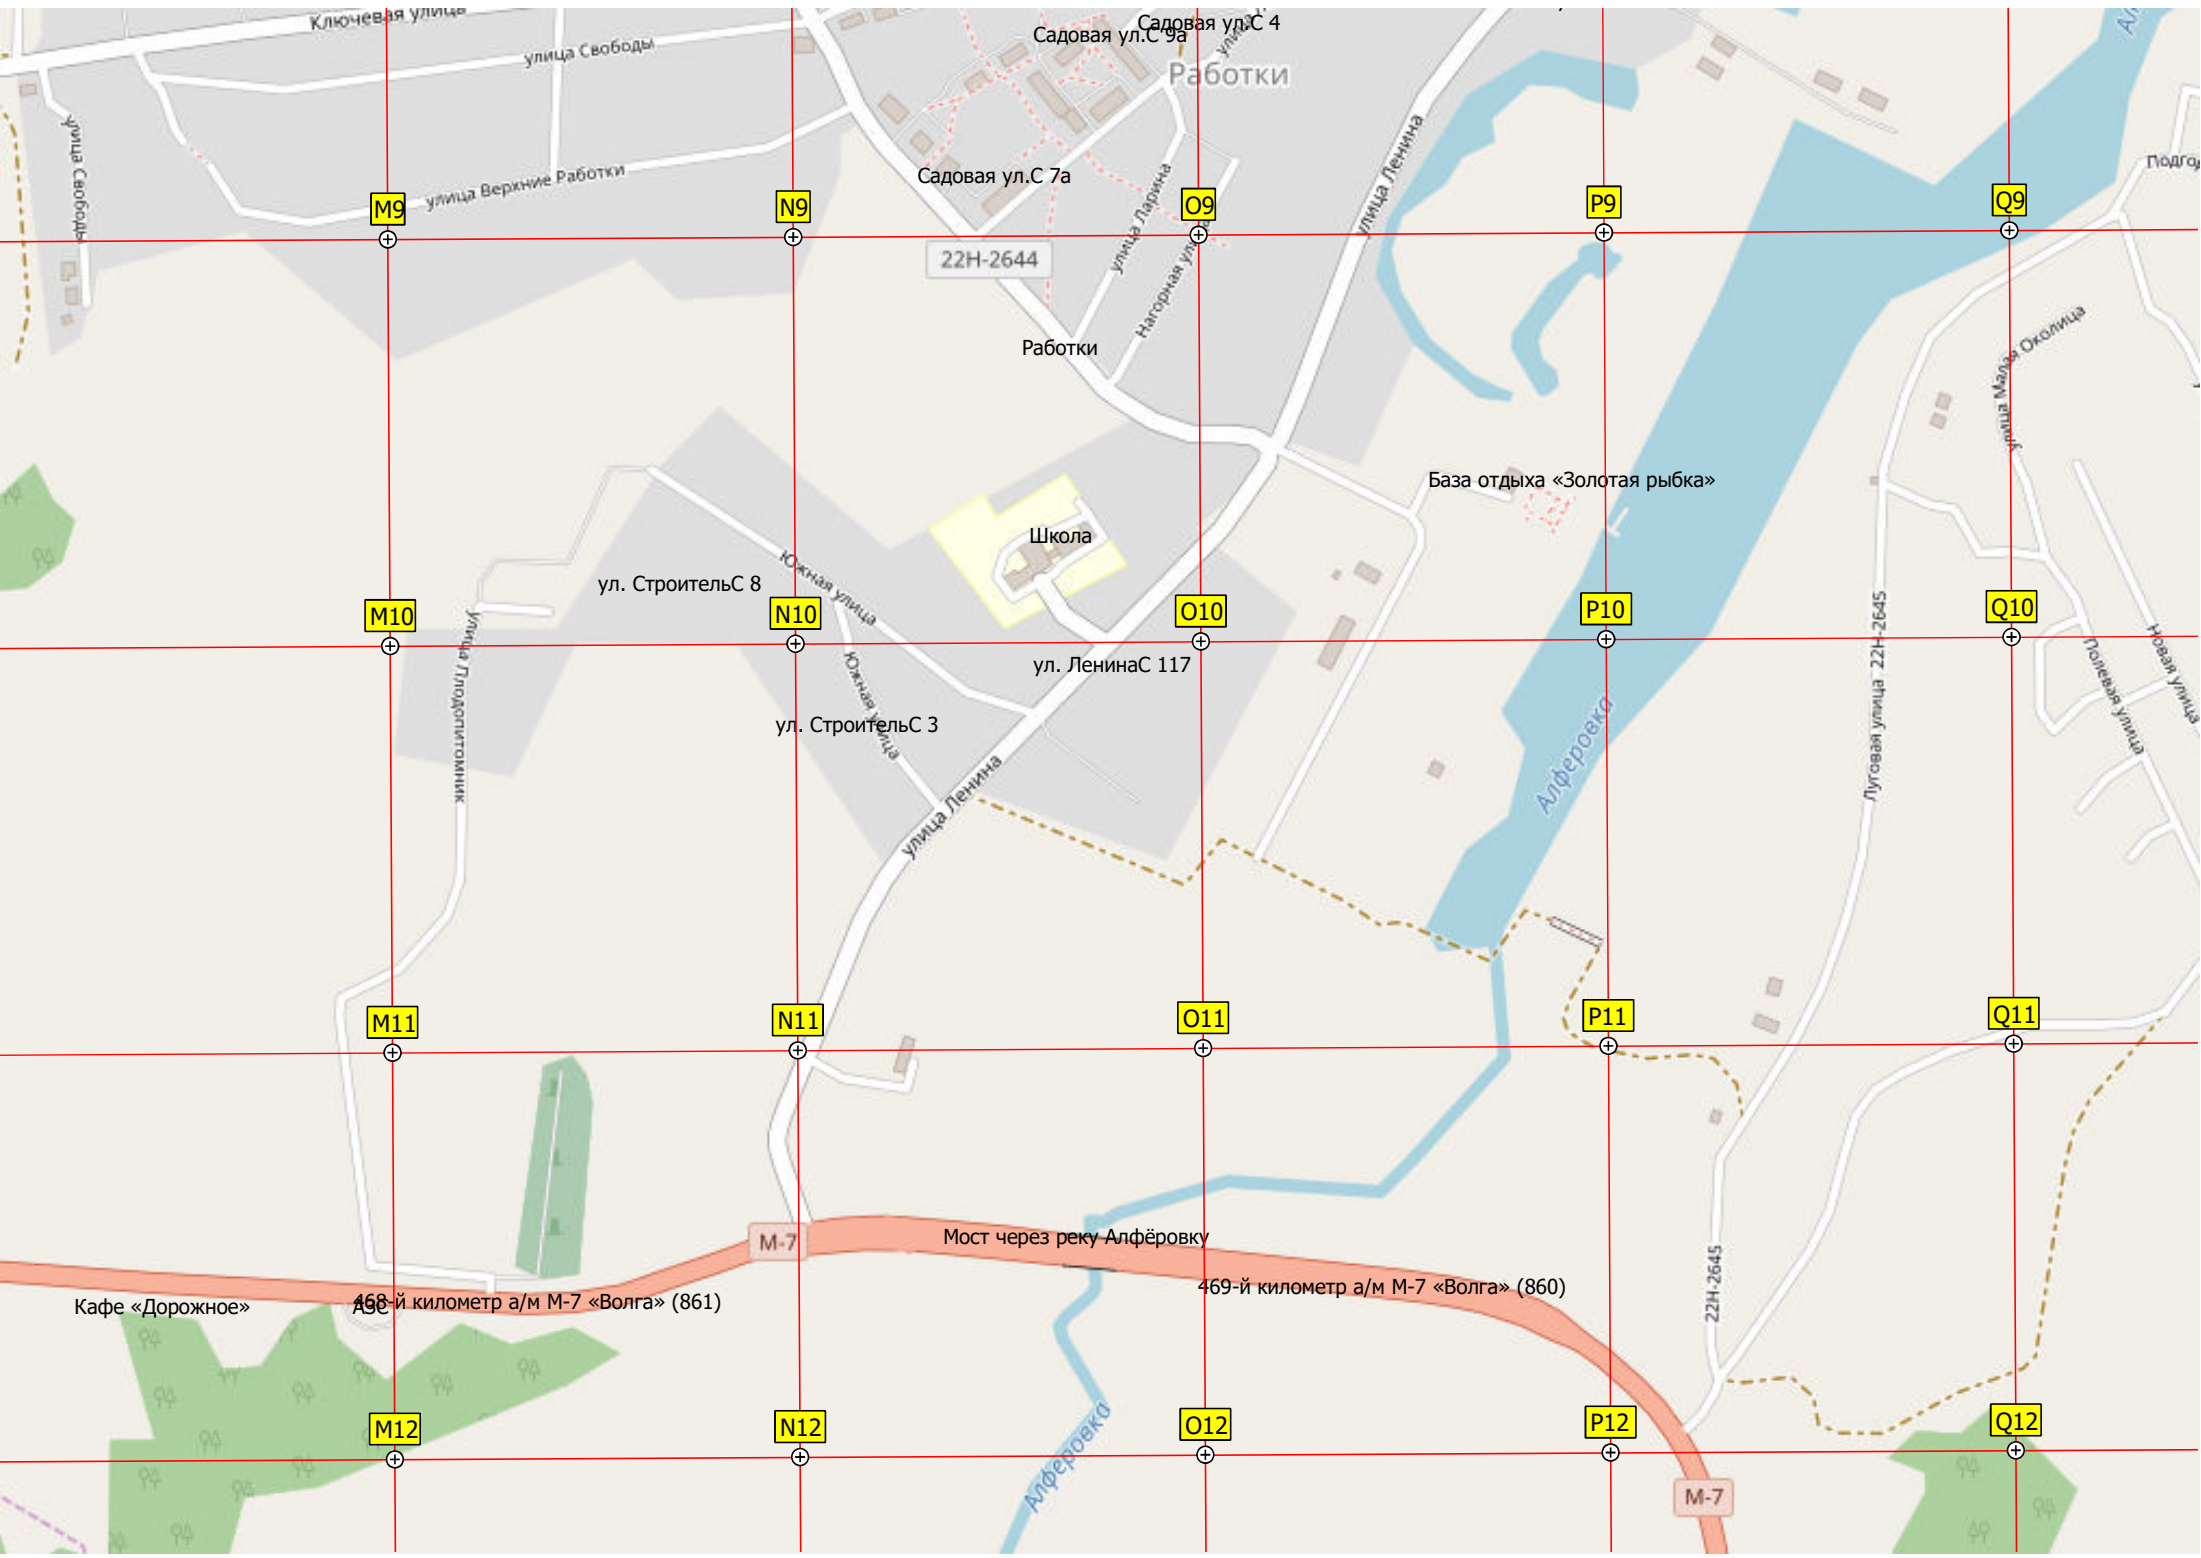 Ключевая улица
Садовая ул.С 4
Садовая ул.С 9а
улица Свободы
Работки
улица Свободы
улица Ленина
Подгор
Садовая ул.С 7а
улица Верхние Работки
улица Ларина
M9
N9
O9
P9
Q9
22Н-2644
Нагорная улица
улица Малая Околица
Работки
База отдыха «Золотая рыбка»
Школа
Южная улица
ул. СтроительС 8
M10
N10
O10
P10
Q10
Луговая улица 22Н-2645
улица Плодопитомник
ул. ЛенинаС 117
Южная улица
Полевая улица
Новая улица
ул. СтроительС 3
Алферовка
улица Ленина
M11
N11
O11
P11
Q11
М-7
Мост через реку Алфёровку
22Н-2645
469-й километр а/м М-7 «Волга» (860)
Кафе «Дорожное»
АЗС
468-й километр а/м М-7 «Волга» (861)
M12
N12
O12
P12
Q12
Алферовка
М-7